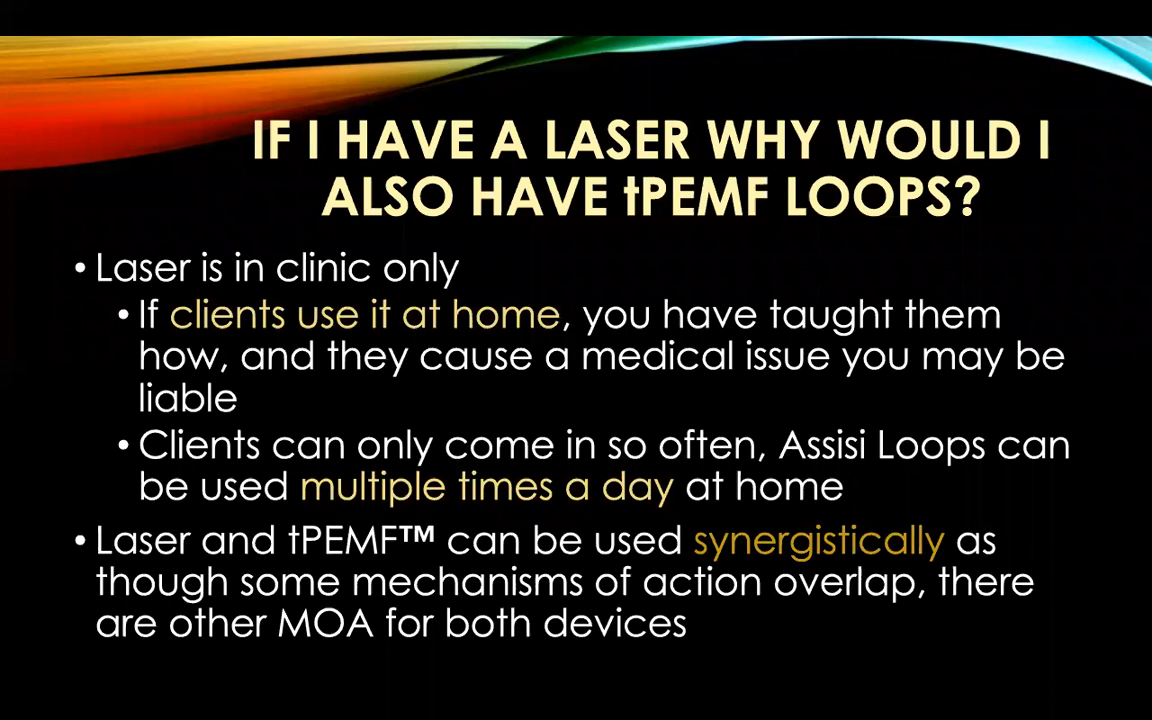 IF I HAVE A LASER WHY WOULD I
ALSO HAVE tPEMF LOOPS?
• Laser is in clinic only
• If clients use it at home, you have taught them
how, and they cause a medical issue you may be
liable
• Clients can only come in so often, Assisi Loops can
be used multiple times a day at home
• Laser and tPEMF™ can be used synergistically as
though some mechanisms of action overlap, there
are other MOA for both devices